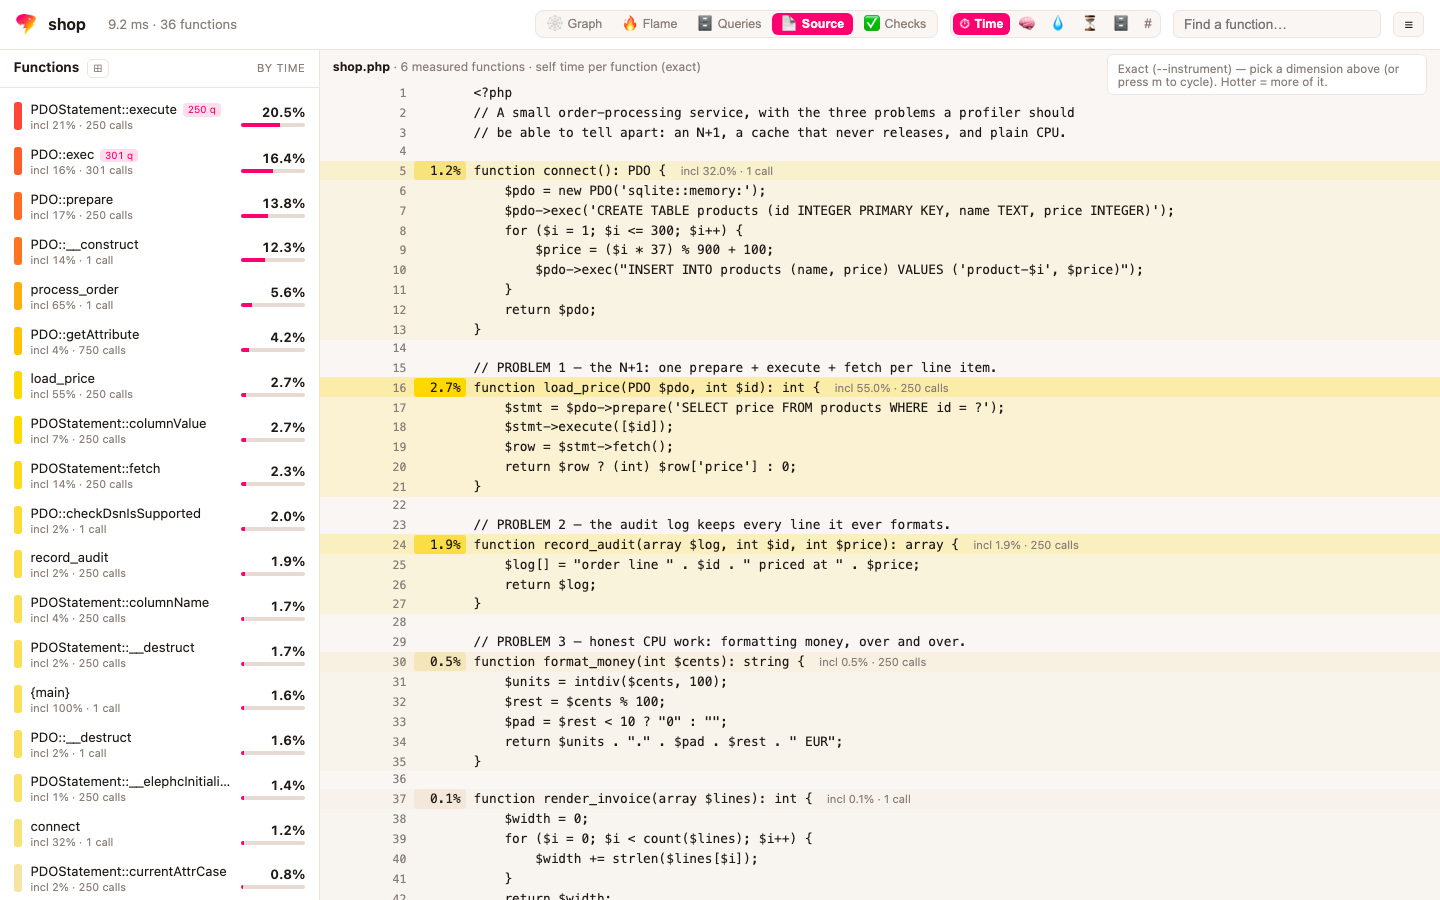 shop 9.2 ms · 36 functions Graph Flame Queries Source Checks Time # Find a function… ≡
Functions BY TIME
PDOStatement::execute 250 q 20.5%
incl 21% · 250 calls
PDO::exec 301 q 16.4%
incl 16% · 301 calls
PDO::prepare 13.8%
incl 17% · 250 calls
PDO::__construct 12.3%
incl 14% · 1 call
process_order 5.6%
incl 65% · 1 call
PDO::getAttribute 4.2%
incl 4% · 750 calls
load_price 2.7%
incl 55% · 250 calls
PDOStatement::columnValue 2.7%
incl 7% · 250 calls
PDOStatement::fetch 2.3%
incl 14% · 250 calls
PDO::checkDsnIsSupported 2.0%
incl 2% · 1 call
record_audit 1.9%
incl 2% · 250 calls
PDOStatement::columnName 1.7%
incl 4% · 250 calls
PDOStatement::__destruct 1.7%
incl 2% · 250 calls
{main} 1.6%
incl 100% · 1 call
PDO::__destruct 1.6%
incl 2% · 1 call
PDOStatement::__elephcInitiali… 1.4%
incl 1% · 250 calls
connect 1.2%
incl 32% · 1 call
PDOStatement::currentAttrCase 0.8%
incl 2% · 250 calls
shop.php · 6 measured functions · self time per function (exact)
Exact (--instrument) — pick a dimension above (or
press m to cycle). Hotter = more of it.
1 <?php
2 // A small order-processing service, with the three problems a profiler should
3 // be able to tell apart: an N+1, a cache that never releases, and plain CPU.
4
5 1.2% function connect(): PDO { incl 32.0% · 1 call
6 $pdo = new PDO('sqlite::memory:');
7 $pdo->exec('CREATE TABLE products (id INTEGER PRIMARY KEY, name TEXT, price INTEGER)');
8 for ($i = 1; $i <= 300; $i++) {
9 $price = ($i * 37) % 900 + 100;
10 $pdo->exec("INSERT INTO products (name, price) VALUES ('product-$i', $price)");
11 }
12 return $pdo;
13 }
14
15 // PROBLEM 1 — the N+1: one prepare + execute + fetch per line item.
16 2.7% function load_price(PDO $pdo, int $id): int { incl 55.0% · 250 calls
17 $stmt = $pdo->prepare('SELECT price FROM products WHERE id = ?');
18 $stmt->execute([$id]);
19 $row = $stmt->fetch();
20 return $row ? (int) $row['price'] : 0;
21 }
22
23 // PROBLEM 2 — the audit log keeps every line it ever formats.
24 1.9% function record_audit(array $log, int $id, int $price): array { incl 1.9% · 250 calls
25 $log[] = "order line " . $id . " priced at " . $price;
26 return $log;
27 }
28
29 // PROBLEM 3 — honest CPU work: formatting money, over and over.
30 0.5% function format_money(int $cents): string { incl 0.5% · 250 calls
31 $units = intdiv($cents, 100);
32 $rest = $cents % 100;
33 $pad = $rest < 10 ? "0" : "";
34 return $units . "." . $pad . $rest . " EUR";
35 }
36
37 0.1% function render_invoice(array $lines): int { incl 0.1% · 1 call
38 $width = 0;
39 for ($i = 0; $i < count($lines); $i++) {
40 $width += strlen($lines[$i]);
41 }
42 return $width;